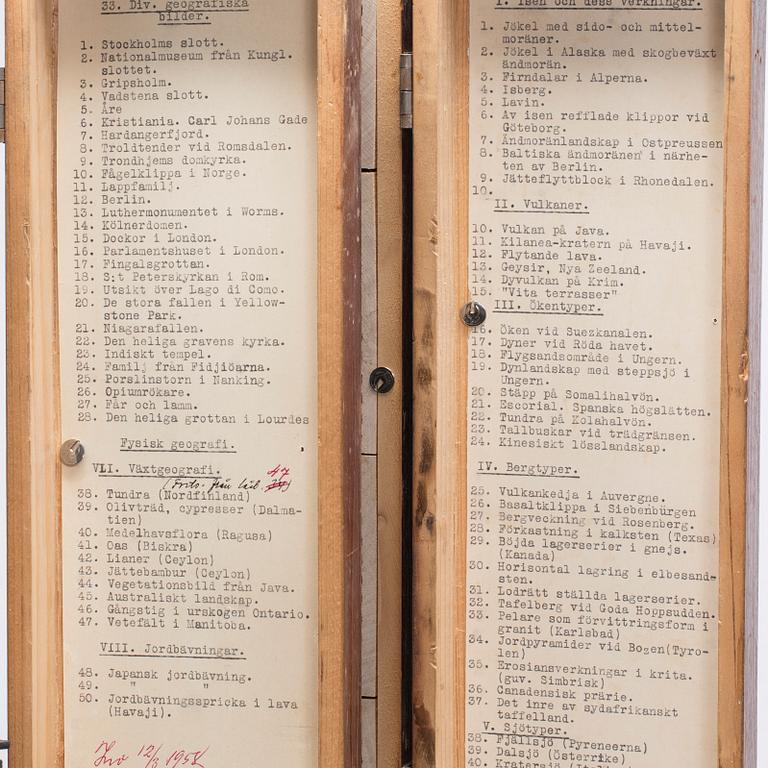 33. Div. geografiska
bilder.
1. Stockholms slott.
2. Nationalmuseum från Kungl.
slottet.
3. Gripsholm.
4. Vadstena slott.
5. Åre
6. Kristiania. Carl Johans Gade
7. Hardangerfjord.
8. Troldtender vid Romsdalen.
9. Trondhjems domkyrka.
10. Fågelklippa i Norge.
11. Lappfamilj.
12. Berlin.
13. Luthermonumentet i Worms.
14. Kölnerdomen.
15. Dockor i London.
16. Parlamentshuset i London.
17. Fingalsgrottan.
18. S:t Peterskyrkan i Rom.
19. Utsikt över Lago di Como.
20. De stora fallen i Yellow-
stone Park.
21. Niagarafallen.
22. Den heliga gravens kyrka.
23. Indiskt tempel.
24. Familj från Fidjiöarna.
25. Porslinstorn i Nanking.
26. Opiumrökare.
27. Får och lamm.
28. Den heliga grottan i Lourdes
Fysisk geografi.
VLI. Växtgeografi. 47
(Forts. från låd.
38. Tundra (Nordfinland)
39. Olivträd, cypresser (Dalma-
tien)
40. Medelhavsflora (Ragusa)
41. Oas (Biskra)
42. Lianer (Ceylon)
43. Jättebambur (Ceylon)
44. Vegetationsbild från Java.
45. Australiskt landskap.
46. Gångstig i urskogen Ontario.
47. Vetefält i Manitoba.
VIII. Jordbävningar.
48. Japansk jordbävning.
49. " "
50. Jordbävningsspricka i lava
(Havaji).
12/3 1958
I. Isen och dess verkningar.
1. Jökel med sido- och mittel-
moräner.
2. Jökel i Alaska med skogbeväxt
ändmorän.
3. Firndalar i Alperna.
4. Isberg.
5. Lavin.
6. Av isen refflade klippor vid
Göteborg.
7. Ändmoränlandskap i Ostpreussen
8. Baltiska ändmoränen i närhe-
ten av Berlin.
9. Jätteflyttblock i Rhonedalen.
10.
II. Vulkaner.
10. Vulkan på Java.
11. Kilanea-kratern på Havaji.
12. Flytande lava.
13. Geysir, Nya Zeeland.
14. Dyvulkan på Krim.
15. "Vita terrasser"
III. Ökentyper.
16. Öken vid Suezkanalen.
17. Dyner vid Röda havet.
18. Flygsandsområde i Ungern.
19. Dynlandskap med steppsjö i
Ungern.
20. Stäpp på Somalihalvön.
21. Escorial. Spanska högslätten.
22. Tundra på Kolahalvön.
23. Tallbuskar vid trädgränsen.
24. Kinesiskt lösslandskap.
IV. Bergtyper.
25. Vulkankedja i Auvergne.
26. Basaltklippa i Siebenbürgen
27. Bergveckning vid Rosenberg.
28. Förkastning i kalksten (Texas)
29. Böjda lagerserier i gnejs.
(Kanada)
30. Horisontal lagring i elbesand-
sten.
31. Lodrätt ställda lagerserier.
32. Tafelberg vid Goda Hoppsudden.
33. Pelare som förvittringsform i
granit (Karlsbad)
34. Jordpyramider vid Bozen(Tyro-
len)
35. Erosiansverkningar i krita.
(guv. Simbrisk)
36. Canadensisk prärie.
37. Det inre av sydafrikanskt
taffelland.
V. Sjötyper.
38. Fjällsjö (Pyreneerna)
39. Dalsjö (Österrike)
40. Kratersjö